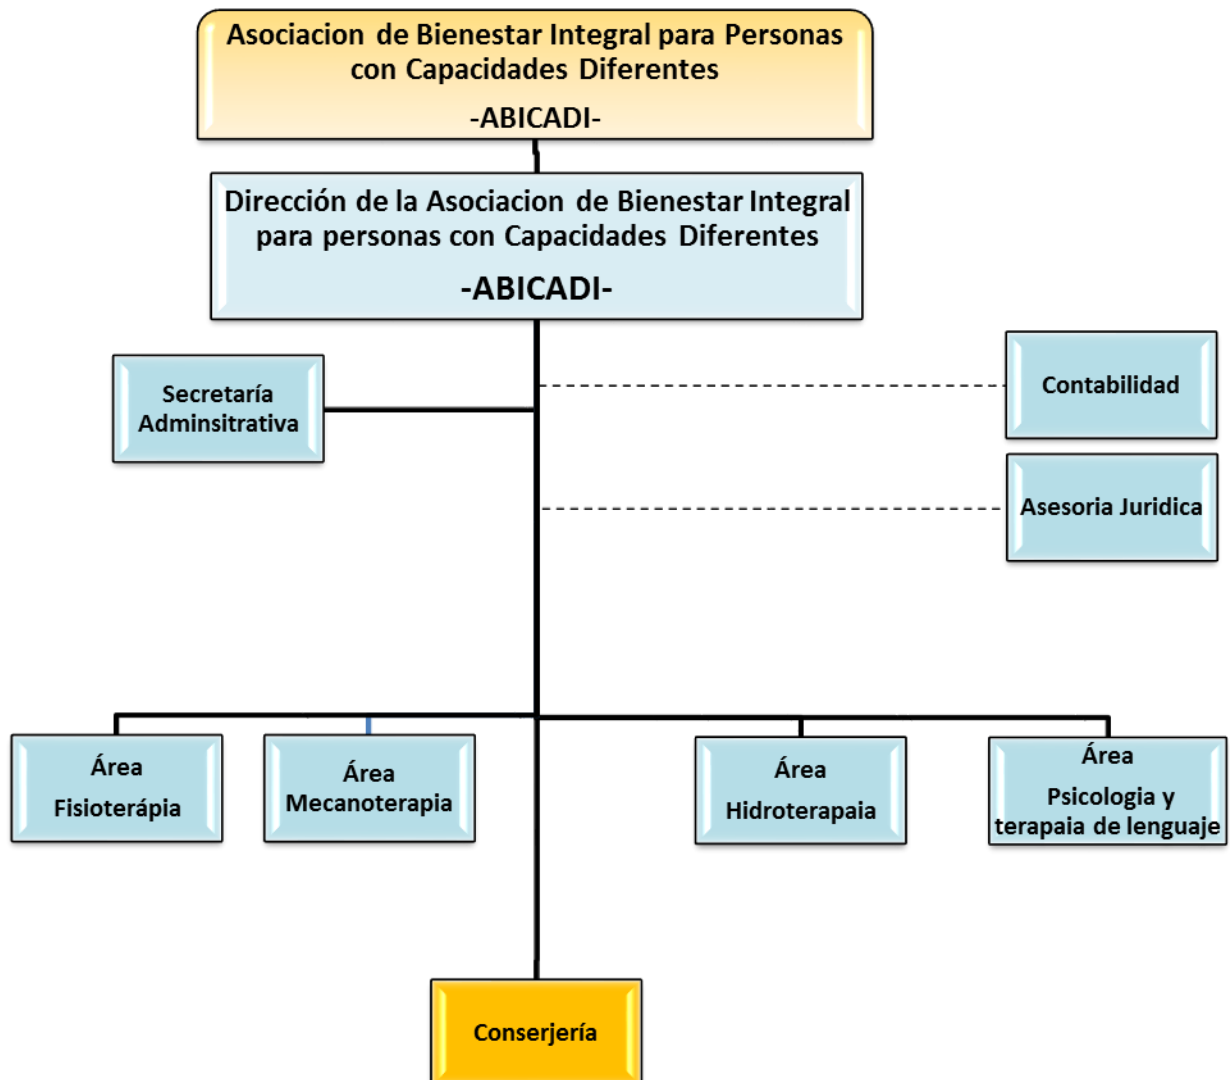 Asociacion de Bienestar Integral para Personas
con Capacidades Diferentes
-ABICADI-
Dirección de la Asociacion de Bienestar Integral
para personas con Capacidades Diferentes
-ABICADI-
Secretaría
Adminsitrativa
Contabilidad
Asesoria Juridica
Área
Fisioterápia
Área
Mecanoterapia
Área
Hidroterapaia
Área
Psicologia y
terapaia de lenguaje
Conserjería